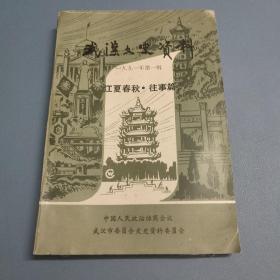 武汉文史资料
一九九一年第一辑
江夏春秋·往事篇
中国人民政治协商会议
武汉市委员会文史资料委员会